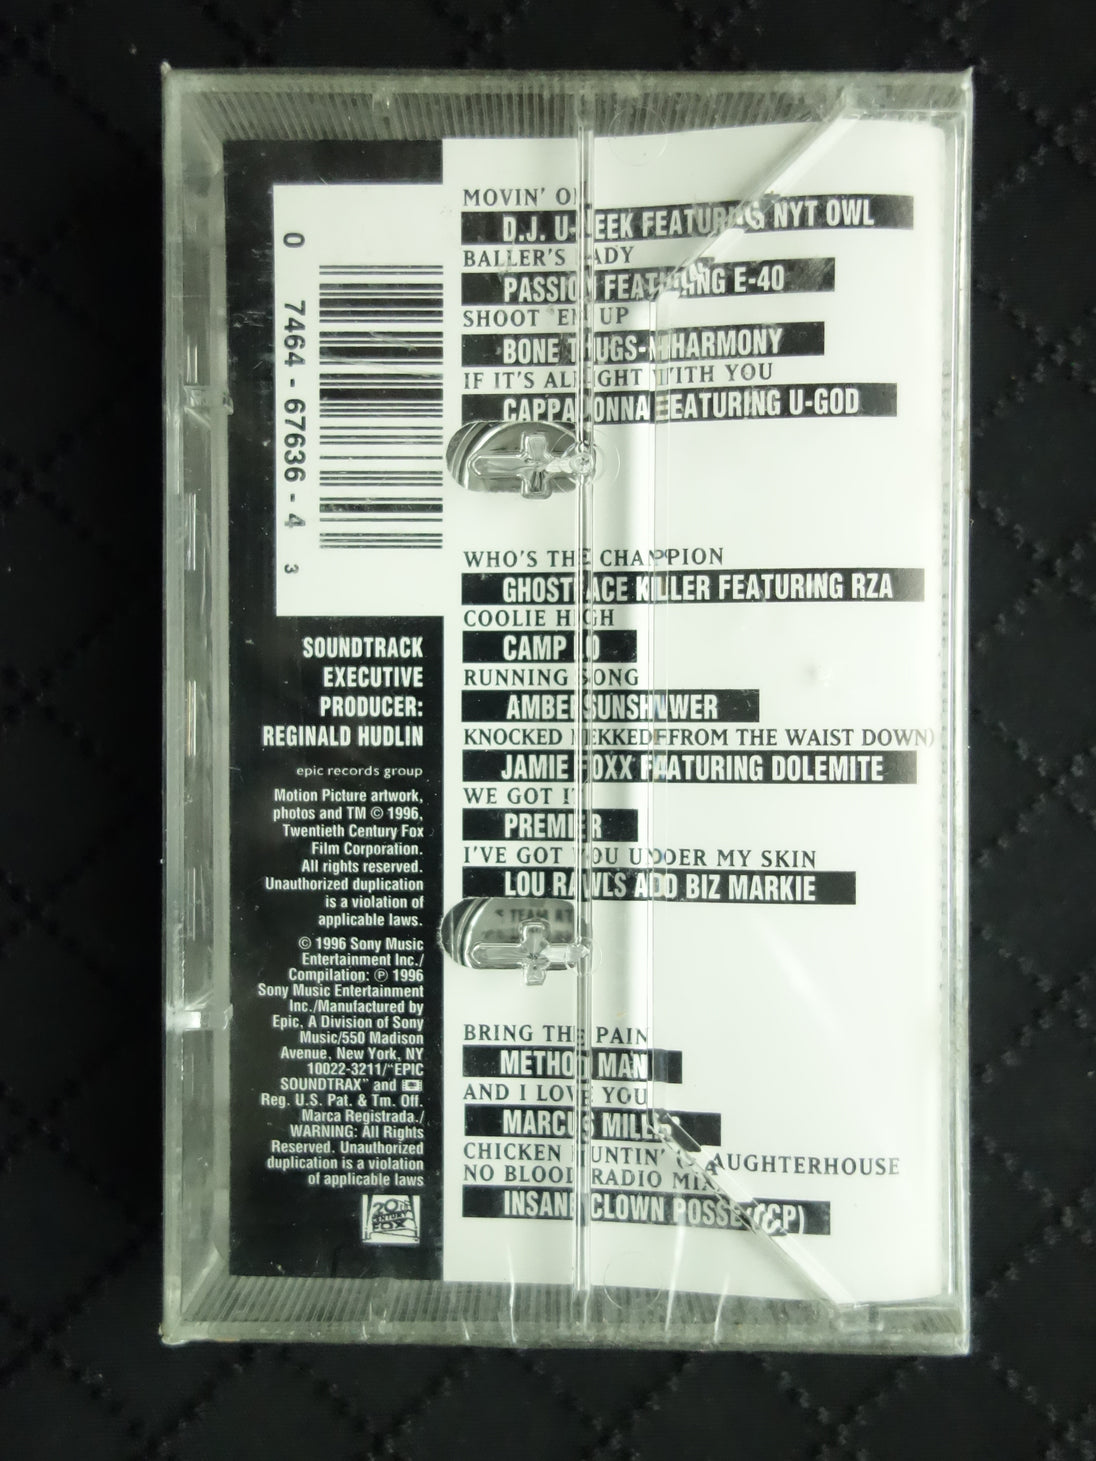 0 7464-67636-4 3
SOUNDTRACK
EXECUTIVE
PRODUCER:
REGINALD HUDLIN
epic records group
Motion Picture artwork,
photos and TM © 1996,
Twentieth Century Fox
Film Corporation.
All rights reserved.
Unauthorized duplication
is a violation of
applicable laws.
© 1996 Sony Music
Entertainment Inc./
Compilation: ℗ 1996
Sony Music Entertainment
Inc./Manufactured by
Epic, A Division of Sony
Music/550 Madison
Avenue, New York, NY
10022-3211/"EPIC
SOUNDTRAX" and
Reg. U.S. Pat. & Tm. Off.
Marca Registrada./
WARNING: All Rights
Reserved. Unauthorized
duplication is a violation
of applicable laws
20TH
CENTURY
FOX
MOVIN' ON
D.J. U-NEEK FEATURING NYT OWL
BALLER'S LADY
PASSION FEATURING E-40
SHOOT 'EM UP
BONE THUGS-N-HARMONY
IF IT'S ALRIGHT WITH YOU
CAPPADONNA FEATURING U-GOD
WHO'S THE CHAMPION
GHOSTFACE KILLER FEATURING RZA
COOLIE HIGH
CAMP LO
RUNNING SONG
AMBERSUNSHOWER
KNOCKED NEKKED (FROM THE WAIST DOWN)
JAMIE FOXX FEATURING DOLEMITE
WE GOT IT
PREMIER
I'VE GOT YOU UNDER MY SKIN
LOU RAWLS AND BIZ MARKIE
BRING THE PAIN
METHOD MAN
AND I LOVE YOU
MARCUS MILLER
CHICKEN HUNTIN' (SLAUGHTERHOUSE
NO BLOOD RADIO MIX)
INSANE CLOWN POSSE (ICP)